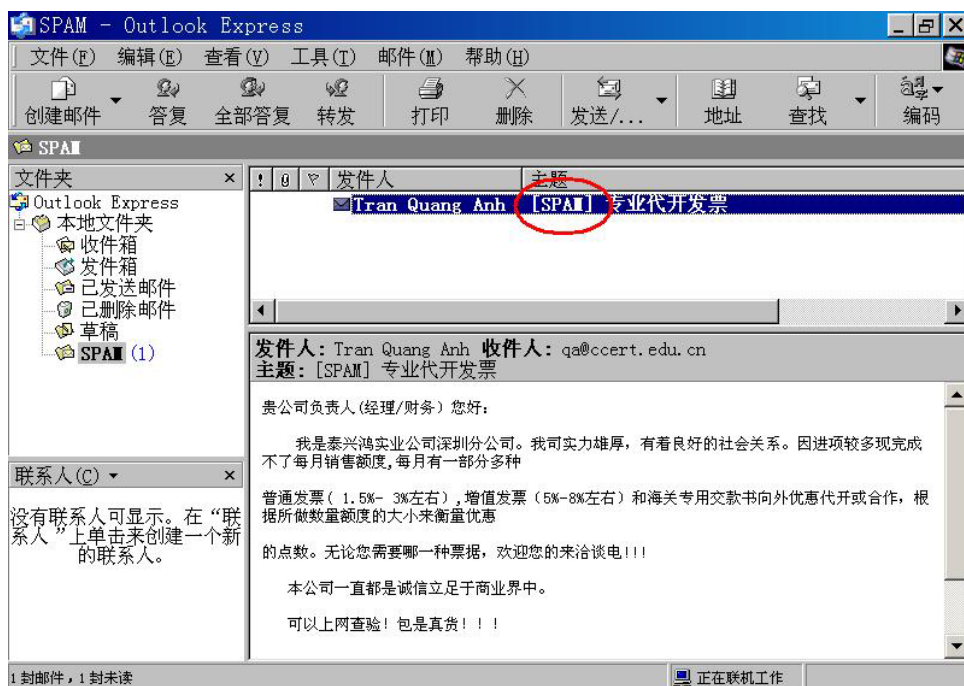 SPAM - Outlook Express
文件(F) 编辑(E) 查看(V) 工具(T) 邮件(M) 帮助(H)
创建邮件 答复 全部答复 转发 打印 删除 发送/... 地址 查找 编码
SPAM
文件夹 ×
Outlook Express
本地文件夹
收件箱
发件箱
已发送邮件
已删除邮件
草稿
SPAM (1)
联系人(C) ×
没有联系人可显示。在“联
系人 ”上单击来创建一个新
的联系人。
! 发件人 主题
Tran Quang Anh [SPAM] 专业代开发票
发件人: Tran Quang Anh 收件人: qa@ccert.edu.cn
主题: [SPAM] 专业代开发票
贵公司负责人(经理/财务)您好:
我是泰兴鸿实业公司深圳分公司。我司实力雄厚，有着良好的社会关系。因进项较多现完成
不了每月销售额度,每月有一部分多种
普通发票( 1.5%- 3%左右),增值发票（5%-8%左右）和海关专用交款书向外优惠代开或合作，根
据所做数量额度的大小来衡量优惠
的点数。无论您需要哪一种票据，欢迎您的来洽谈电!!!
本公司一直都是诚信立足于商业界中。
可以上网查验！包是真货！！！
1 封邮件，1 封未读 正在联机工作